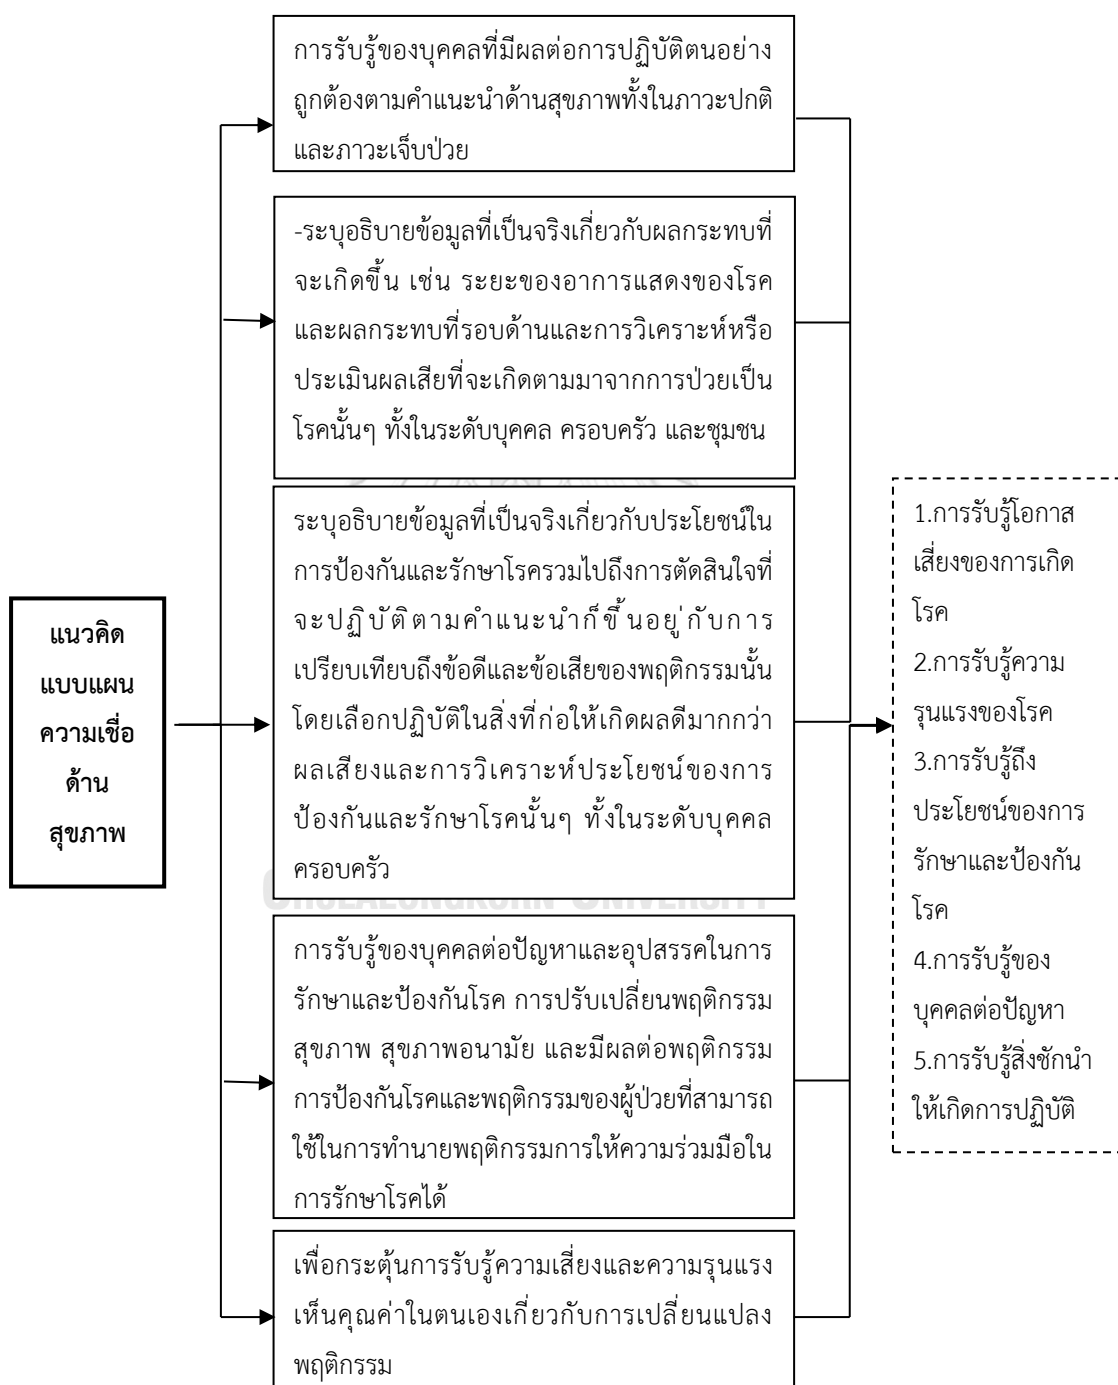 การรับรู้ของบุคคลที่มีผลต่อการปฏิบัติตนอย่าง
ถูกต้องตามคำแนะนำด้านสุขภาพทั้งในภาวะปกติ
และภาวะเจ็บป่วย
-ระบุอธิบายข้อมูลที่เป็นจริงเกี่ยวกับผลกระทบที่
จะเกิดขึ้น เช่น ระยะของอาการแสดงของโรค
และผลกระทบที่รอบด้านและการวิเคราะห์หรือ
ประเมินผลเสียที่จะเกิดตามมาจากการป่วยเป็น
โรคนั้นๆ ทั้งในระดับบุคคล ครอบครัว และชุมชน
ระบุอธิบายข้อมูลที่เป็นจริงเกี่ยวกับประโยชน์ใน
การป้องกันและรักษาโรครวมไปถึงการตัดสินใจที่
จะปฏิบัติตามคำแนะนำก็ขึ้นอยู่กับการ
เปรียบเทียบถึงข้อดีและข้อเสียของพฤติกรรมนั้น
โดยเลือกปฏิบัติในสิ่งที่ก่อให้เกิดผลดีมากกว่า
ผลเสียงและการวิเคราะห์ประโยชน์ของการ
ป้องกันและรักษาโรคนั้นๆ ทั้งในระดับบุคคล
ครอบครัว
CHULALONGKORN UNIVERSITY
การรับรู้ของบุคคลต่อปัญหาและอุปสรรคในการ
รักษาและป้องกันโรค การปรับเปลี่ยนพฤติกรรม
สุขภาพ สุขภาพอนามัย และมีผลต่อพฤติกรรม
การป้องกันโรคและพฤติกรรมของผู้ป่วยที่สามารถ
ใช้ในการทำนายพฤติกรรมการให้ความร่วมมือใน
การรักษาโรคได้
เพื่อกระตุ้นการรับรู้ความเสี่ยงและความรุนแรง
เห็นคุณค่าในตนเองเกี่ยวกับการเปลี่ยนแปลง
พฤติกรรม
แนวคิด
แบบแผน
ความเชื่อ
ด้าน
สุขภาพ
1.การรับรู้โอกาส
เสี่ยงของการเกิด
โรค
2.การรับรู้ความ
รุนแรงของโรค
3.การรับรู้ถึง
ประโยชน์ของการ
รักษาและป้องกัน
โรค
4.การรับรู้ของ
บุคคลต่อปัญหา
5.การรับรู้สิ่งชักนำ
ให้เกิดการปฏิบัติ